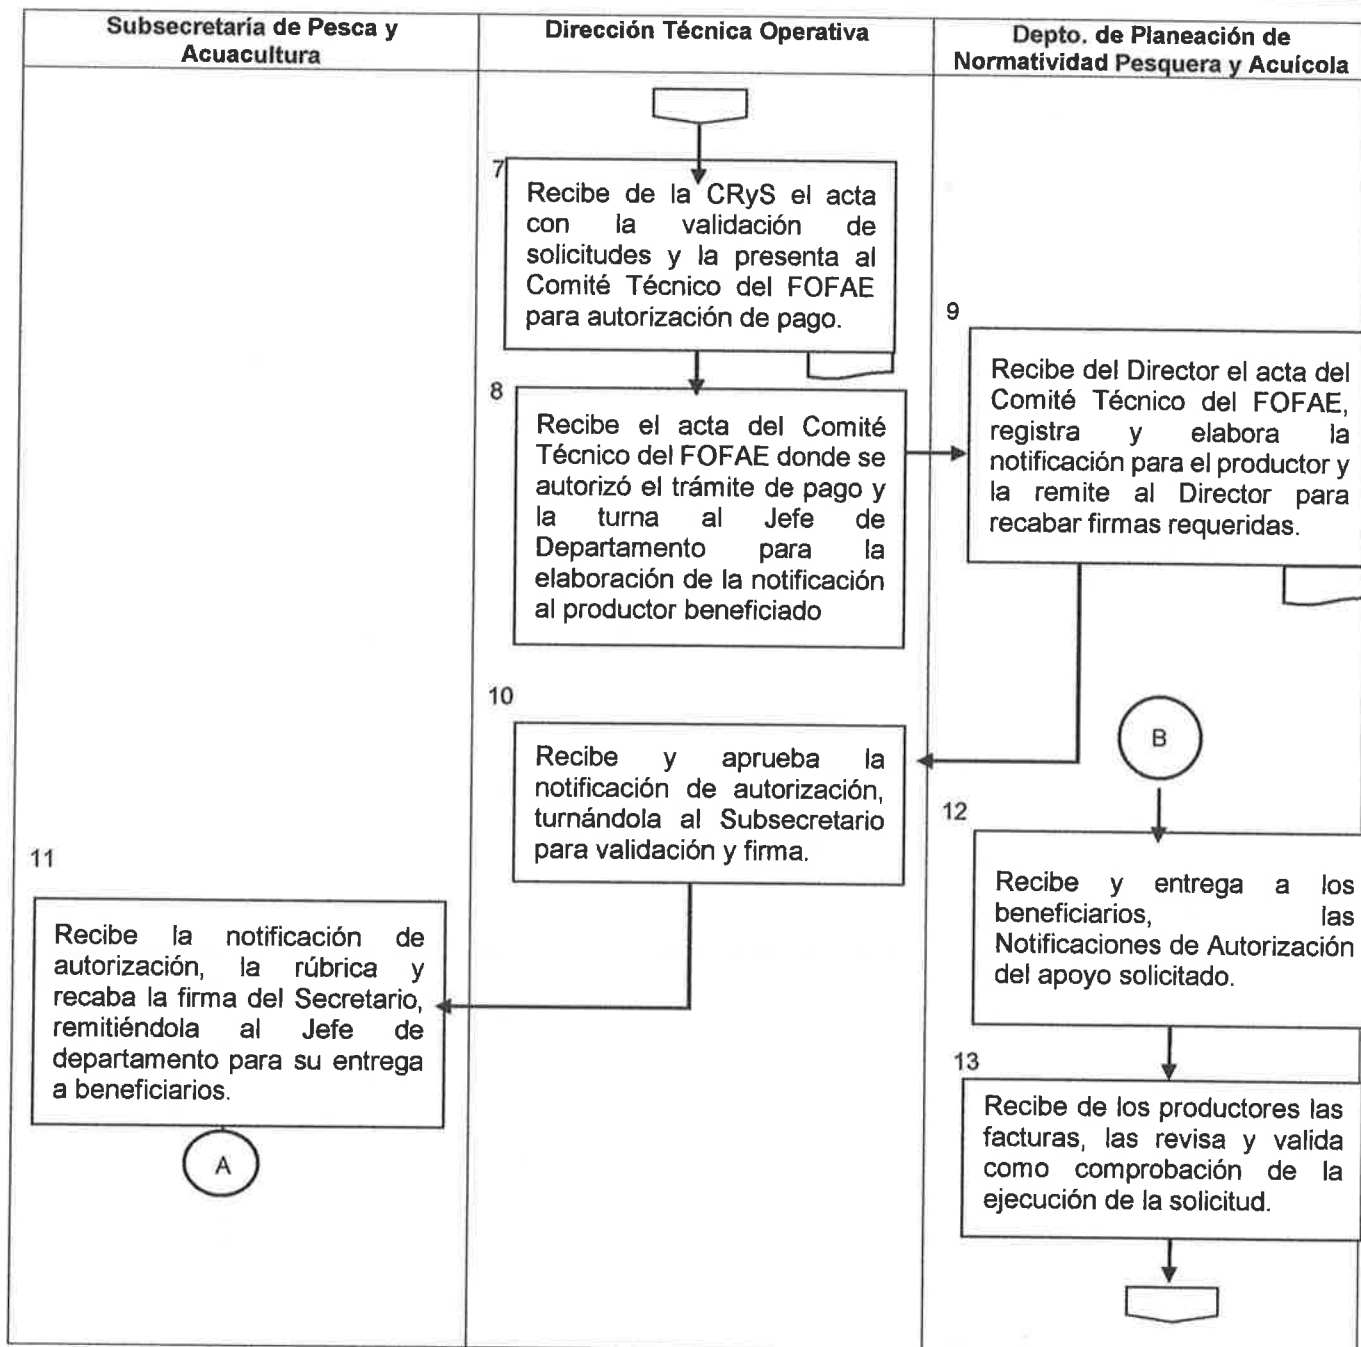 Subsecretaría de Pesca y
Acuacultura
Dirección Técnica Operativa
Depto. de Planeación de
Normatividad Pesquera y Acuícola
7
Recibe de la CRyS el acta
con la validación de
solicitudes y la presenta al
Comité Técnico del FOFAE
para autorización de pago.
8
Recibe el acta del Comité
Técnico del FOFAE donde se
autorizó el trámite de pago y
la turna al Jefe de
Departamento para la
elaboración de la notificación
al productor beneficiado
9
Recibe del Director el acta del
Comité Técnico del FOFAE,
registra y elabora la
notificación para el productor y
la remite al Director para
recabar firmas requeridas.
10
Recibe y aprueba la
notificación de autorización,
turnándola al Subsecretario
para validación y firma.
11
Recibe la notificación de
autorización, la rúbrica y
recaba la firma del Secretario,
remitiéndola al Jefe de
departamento para su entrega
a beneficiarios.
A
B
12
Recibe y entrega a los
beneficiarios, las
Notificaciones de Autorización
del apoyo solicitado.
13
Recibe de los productores las
facturas, las revisa y valida
como comprobación de la
ejecución de la solicitud.